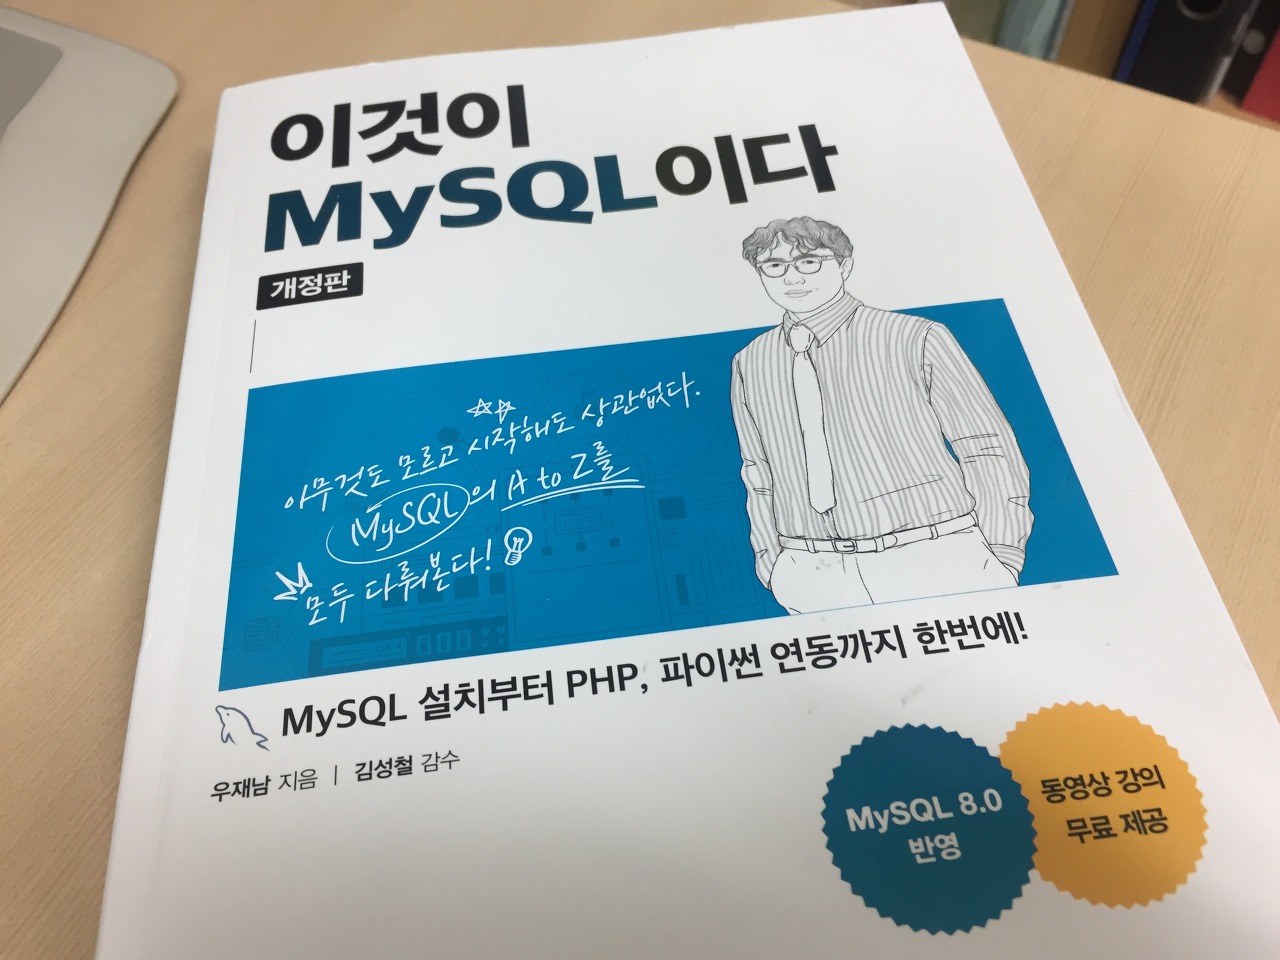 이것이
MySQL이다
개정판
아무것도 모르고 시작해도 상관없다.
MySQL의 A to Z를
모두 다뤄본다!
MySQL 설치부터 PHP, 파이썬 연동까지 한번에!
우재남 지음 | 김성철 감수
MySQL 8.0
반영
동영상 강의
무료 제공